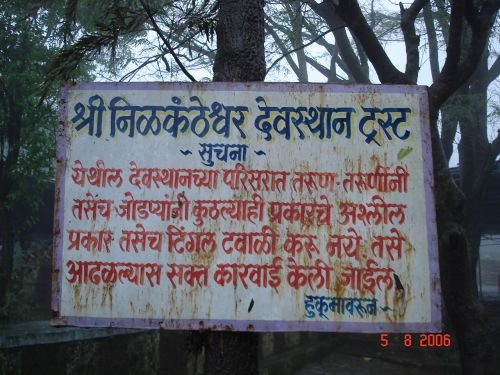 श्री निळकंठेश्वर देवस्थान ट्रस्ट
~ सुचना ~
येथील देवस्थानच्या परिसरात तरूण-तरूणींनी
तसेच जोडप्यांनी कुठल्याही प्रकारचे अश्लील
प्रकार तसेच टिंगल टवाळी करू नये तसे
आढळल्यास सक्त कारवाई केली जाईल
हुकूमावरून ~
5 8 2006